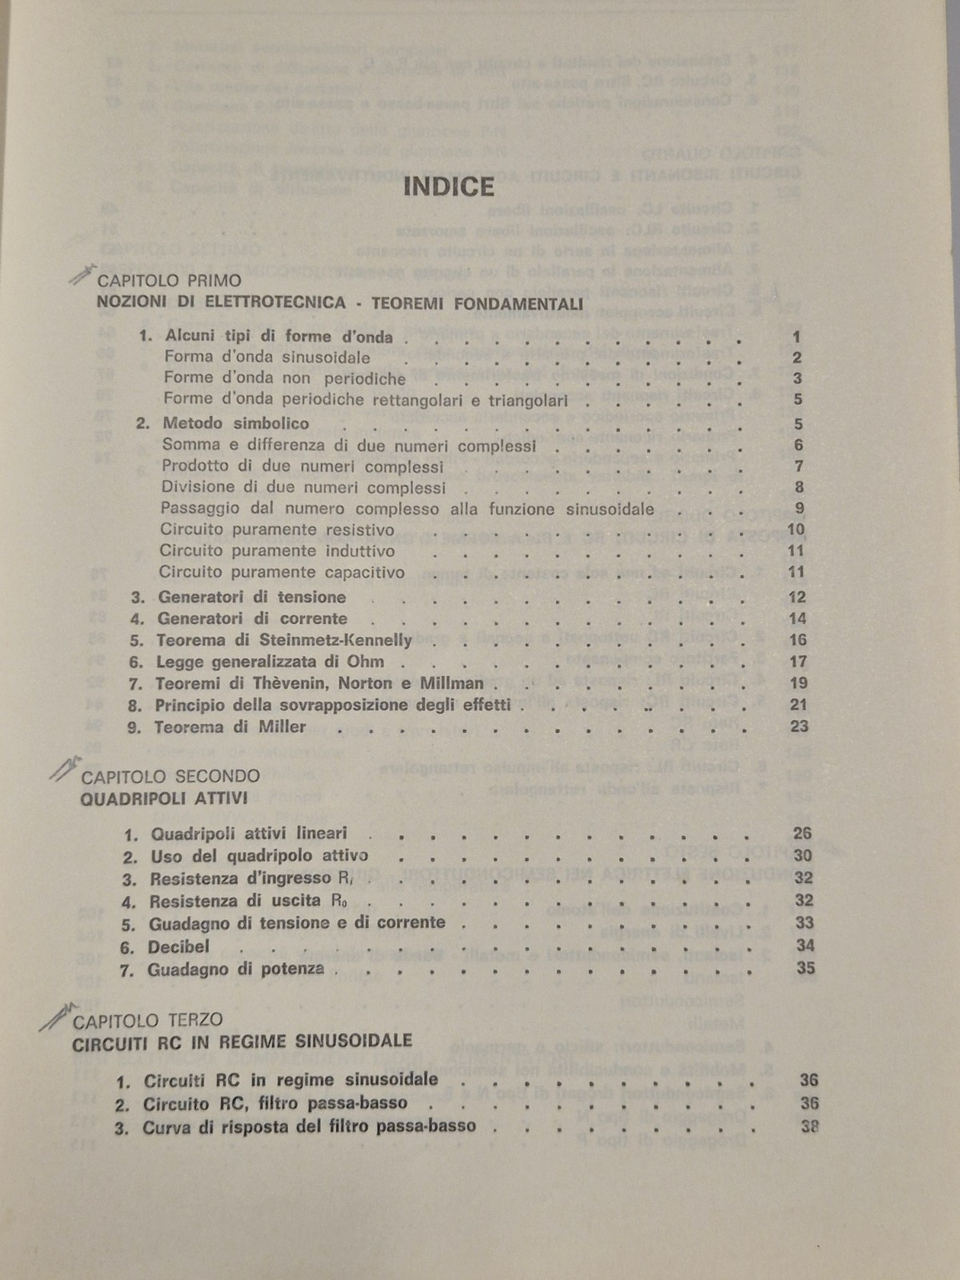 INDICE
CAPITOLO PRIMO
NOZIONI DI ELETTROTECNICA - TEOREMI FONDAMENTALI
1. Alcuni tipi di forme d'onda . . . . . . . . . . . . 1
Forma d'onda sinusoidale . . . . . . . . . . . . 2
Forme d'onda non periodiche . . . . . . . . . . . 3
Forme d'onda periodiche rettangolari e triangolari . . . . . . 5
2. Metodo simbolico . . . . . . . . . . . . . 5
Somma e differenza di due numeri complessi . . . . . . . 6
Prodotto di due numeri complessi . . . . . . . . . . 7
Divisione di due numeri complessi . . . . . . . . . . 8
Passaggio dal numero complesso alla funzione sinusoidale . . . 9
Circuito puramente resistivo . . . . . . . . . . . 10
Circuito puramente induttivo . . . . . . . . . . . 11
Circuito puramente capacitivo . . . . . . . . . . . 11
3. Generatori di tensione . . . . . . . . . . . . . 12
4. Generatori di corrente . . . . . . . . . . . . . 14
5. Teorema di Steinmetz-Kennelly . . . . . . . . . . . 16
6. Legge generalizzata di Ohm . . . . . . . . . . . . 17
7. Teoremi di Thèvenin, Norton e Millman . . . . . . . . . 19
8. Principio della sovrapposizione degli effetti . . . . . . . . 21
9. Teorema di Miller . . . . . . . . . . . . . . 23
CAPITOLO SECONDO
QUADRIPOLI ATTIVI
1. Quadripoli attivi lineari . . . . . . . . . . . . . 26
2. Uso del quadripolo attivo . . . . . . . . . . . . . 30
3. Resistenza d'ingresso Ri . . . . . . . . . . . . . 32
4. Resistenza di uscita R₀ . . . . . . . . . . . . . 32
5. Guadagno di tensione e di corrente . . . . . . . . . . 33
6. Decibel . . . . . . . . . . . . . . . . . 34
7. Guadagno di potenza . . . . . . . . . . . . . . 35
CAPITOLO TERZO
CIRCUITI RC IN REGIME SINUSOIDALE
1. Circuiti RC in regime sinusoidale . . . . . . . . . . 36
2. Circuito RC, filtro passa-basso . . . . . . . . . . . 36
3. Curva di risposta del filtro passa-basso . . . . . . . . . 38